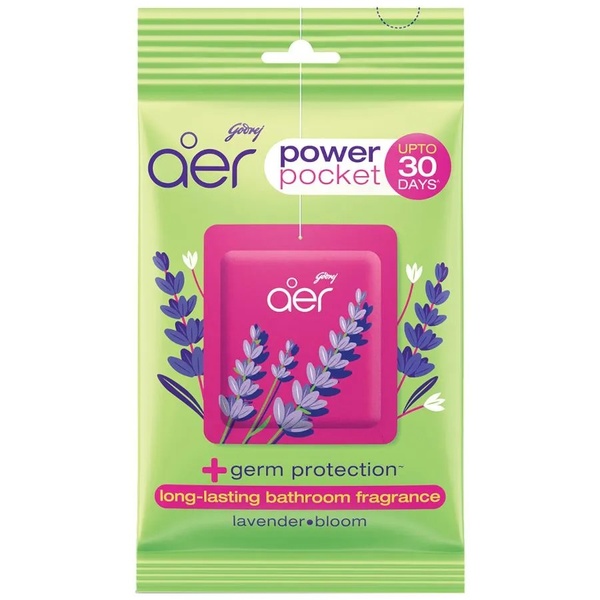 Godrej
aer
power
pocket
UPTO
30
DAYS^
Godrej
aer
+germ protection™
long-lasting bathroom fragrance
lavender•bloom